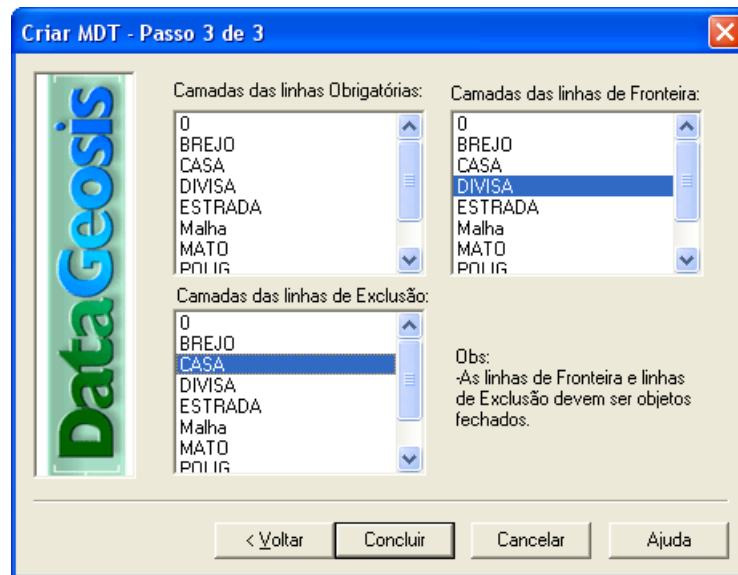 Criar MDT - Passo 3 de 3
DataGeosis
Camadas das linhas Obrigatórias:
0
BREJO
CASA
DIVISA
ESTRADA
Malha
MATO
POLIG
Camadas das linhas de Fronteira:
0
BREJO
CASA
DIVISA
ESTRADA
Malha
MATO
POLIG
Camadas das linhas de Exclusão:
0
BREJO
CASA
DIVISA
ESTRADA
Malha
MATO
POLIG
Obs:
-As linhas de Fronteira e linhas
de Exclusão devem ser objetos
fechados.
< Voltar
Concluir
Cancelar
Ajuda